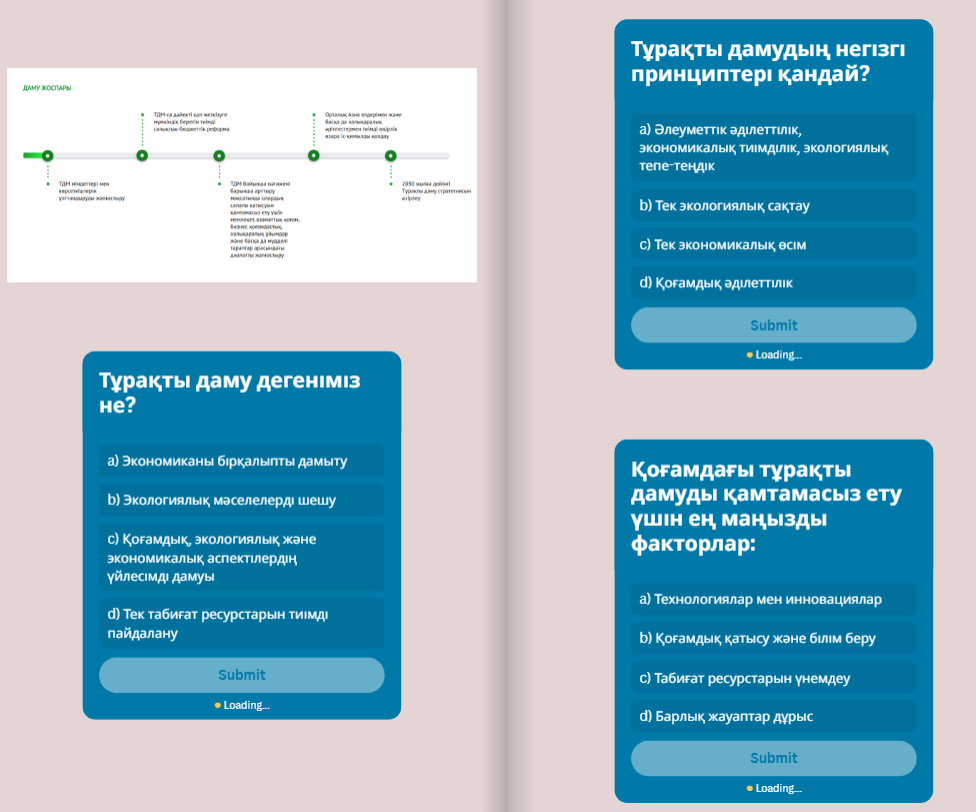 ДАМУ ЖОСПАРЫ
ТДМ-ға дәйекті қол жеткізуге
мүмкіндік беретін тиімді
салықтық-бюджеттік реформа
Орталық Азия елдерімен және
басқа да халықаралық
әріптестермен тиімді өңірлік
өзара іс-қимылды қолдау
ТДМ міндеттері мен
көрсеткіштерін
ұлттандыруды жалғастыру
ТДМ бойынша нәтижені
барынша арттыру
мақсатында олардың
сапалы қатысуын
қамтамасыз ету үшін
мемлекет, азаматтық қоғам,
бизнес қоғамдастық,
халықаралық ұйымдар
және басқа да мүдделі
тараптар арасындағы
диалогты жалғастыру
2030 жылға дейінгі
Тұрақты даму стратегиясын
әзірлеу
Тұрақты даму дегеніміз
не?
a) Экономиканы бірқалыпты дамыту
b) Экологиялық мәселелерді шешу
c) Қоғамдық, экологиялық және
экономикалық аспектілердің
үйлесімді дамуы
d) Тек табиғат ресурстарын тиімді
пайдалану
Submit
Loading...
Тұрақты дамудың негізгі
принциптері қандай?
a) Әлеуметтік әділеттілік,
экономикалық тиімділік, экологиялық
тепе-теңдік
b) Тек экологиялық сақтау
c) Тек экономикалық өсім
d) Қоғамдық әділеттілік
Submit
Loading...
Қоғамдағы тұрақты
дамуды қамтамасыз ету
үшін ең маңызды
факторлар:
a) Технологиялар мен инновациялар
b) Қоғамдық қатысу және білім беру
c) Табиғат ресурстарын үнемдеу
d) Барлық жауаптар дұрыс
Submit
Loading...